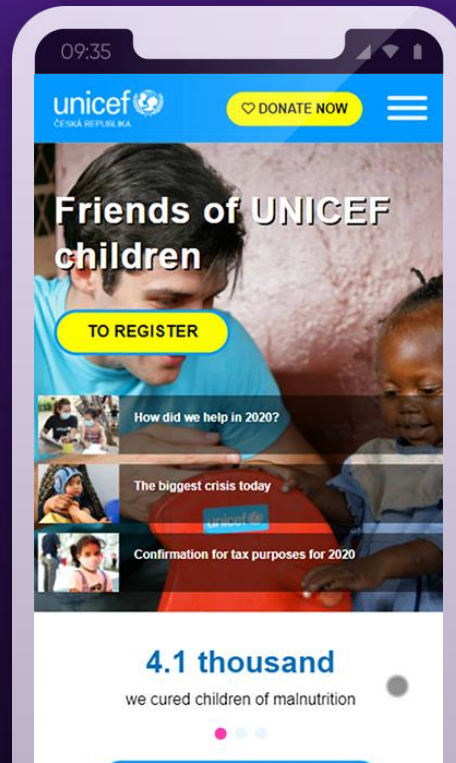 09:35
unicef
ČESKÁ REPUBLIKA
♡ DONATE NOW
Friends of UNICEF
children
TO REGISTER
How did we help in 2020?
The biggest crisis today
unicef
Confirmation for tax purposes for 2020
4.1 thousand
we cured children of malnutrition